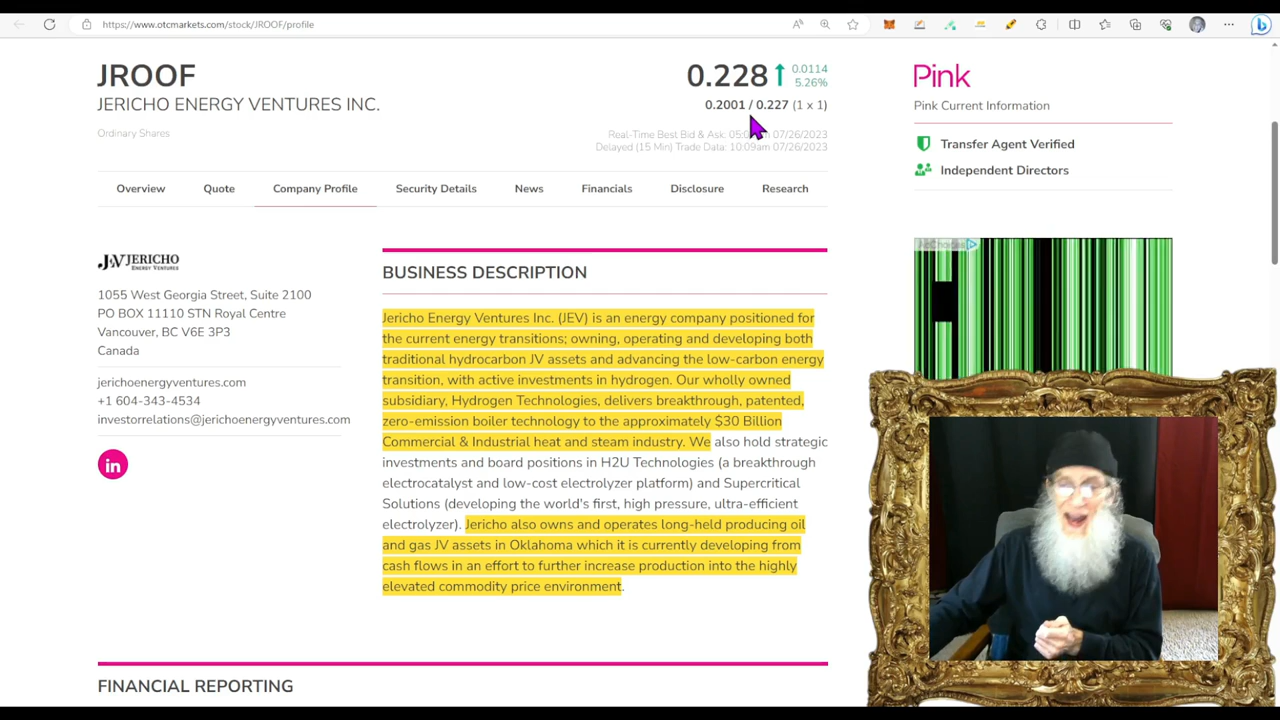 https://www.otcmarkets.com/stock/JROOF/profile
JROOF
JERICHO ENERGY VENTURES INC.
Ordinary Shares
0.228
0.0114
5.26%
0.2001 / 0.227 (1 x 1)
Real-Time Best Bid & Ask: 05:0 07/26/2023
Delayed (15 Min) Trade Data: 10:09am 07/26/2023
Pink
Pink Current Information
Transfer Agent Verified
Independent Directors
Overview Quote Company Profile Security Details News Financials Disclosure Research
AdChoices
JERICHO
ENERGY VENTURES
1055 West Georgia Street, Suite 2100
PO BOX 11110 STN Royal Centre
Vancouver, BC V6E 3P3
Canada
jerichoenergyventures.com
+1 604-343-4534
investorrelations@jerichoenergyventures.com
in
BUSINESS DESCRIPTION
Jericho Energy Ventures Inc. (JEV) is an energy company positioned for
the current energy transitions; owning, operating and developing both
traditional hydrocarbon JV assets and advancing the low-carbon energy
transition, with active investments in hydrogen. Our wholly owned
subsidiary, Hydrogen Technologies, delivers breakthrough, patented,
zero-emission boiler technology to the approximately $30 Billion
Commercial & Industrial heat and steam industry. We also hold strategic
investments and board positions in H2U Technologies (a breakthrough
electrocatalyst and low-cost electrolyzer platform) and Supercritical
Solutions (developing the world's first, high pressure, ultra-efficient
electrolyzer). Jericho also owns and operates long-held producing oil
and gas JV assets in Oklahoma which it is currently developing from
cash flows in an effort to further increase production into the highly
elevated commodity price environment.
FINANCIAL REPORTING